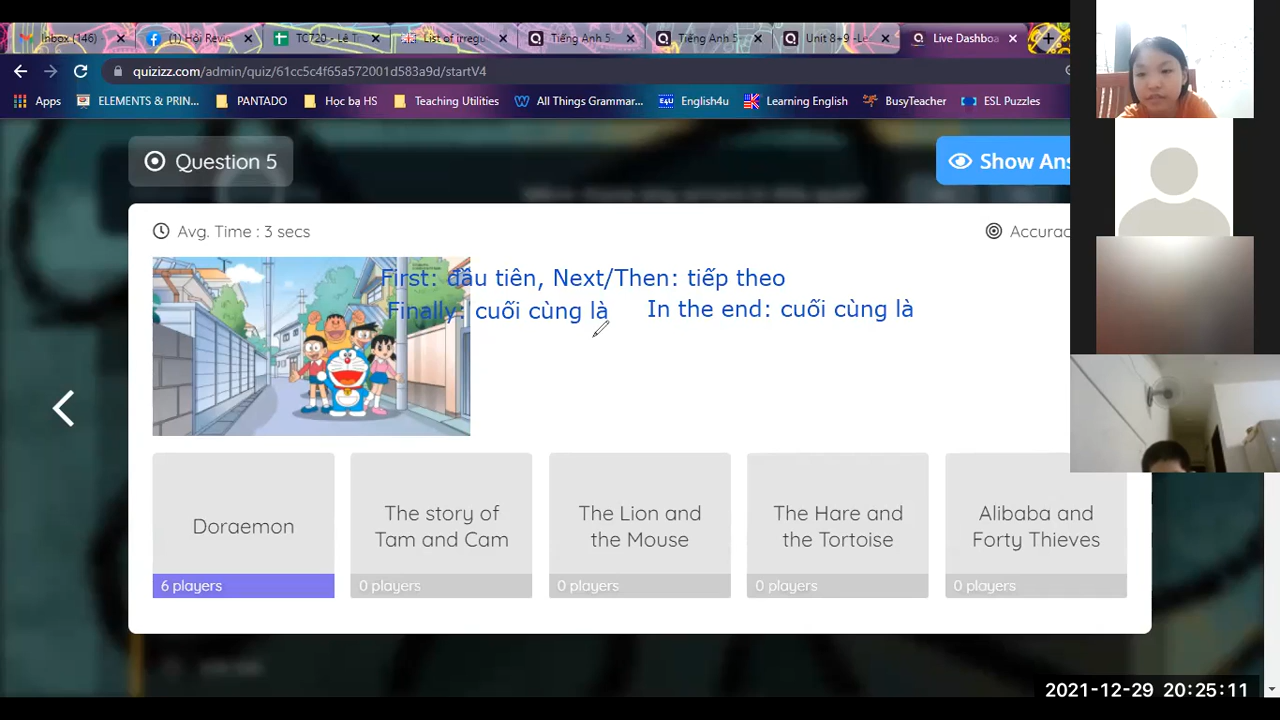 Inbox (146)
(1) Hội Revie
TC720 - Lê T
List of irregu
Tiếng Anh 5
Tiếng Anh 5
Unit 8+9 -Le
Live Dashbo
quizizz.com/admin/quiz/61cc5c4f65a572001d583a9d/startV4
Apps
ELEMENTS & PRIN...
PANTADO
Học bạ HS
Teaching Utilities
All Things Grammar...
English4u
Learning English
BusyTeacher
ESL Puzzles
Question 5
Show Ans
Avg. Time : 3 secs
Accurac
First: đầu tiên, Next/Then: tiếp theo
Finally: cuối cùng là
In the end: cuối cùng là
Doraemon
The story of
Tam and Cam
The Lion and
the Mouse
The Hare and
the Tortoise
Alibaba and
Forty Thieves
6 players
0 players
0 players
0 players
0 players
2021-12-29 20:25:11